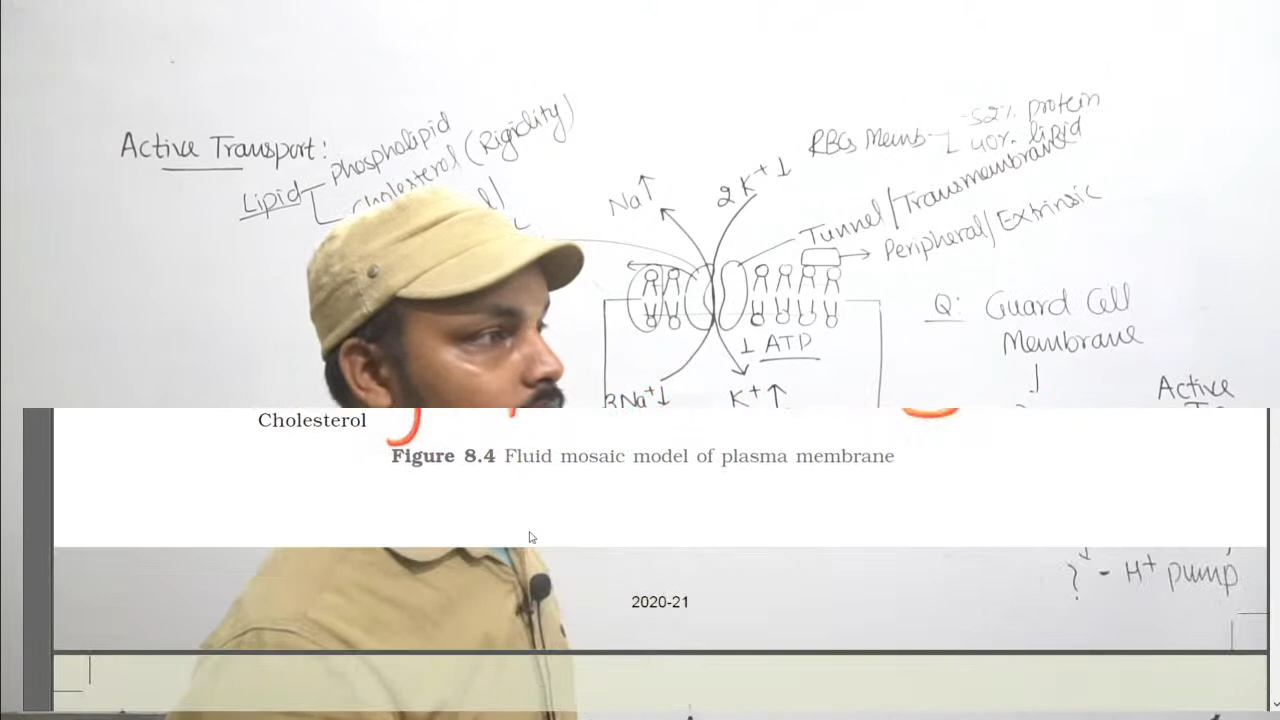 Active Transport:
Lipid
phospholipid
cholesterol (Rigidity)
Na↑
2K+↓
RBCs Memb
52% protein
40% lipid
Tunnel/Transmembrane
→ Peripheral/Extrinsic
Q: Guard Cell
Membrane
↓ ATP
3Na+↓
K+↑
Active
Cholesterol
Figure 8.4 Fluid mosaic model of plasma membrane
? - H+ pump
2020-21